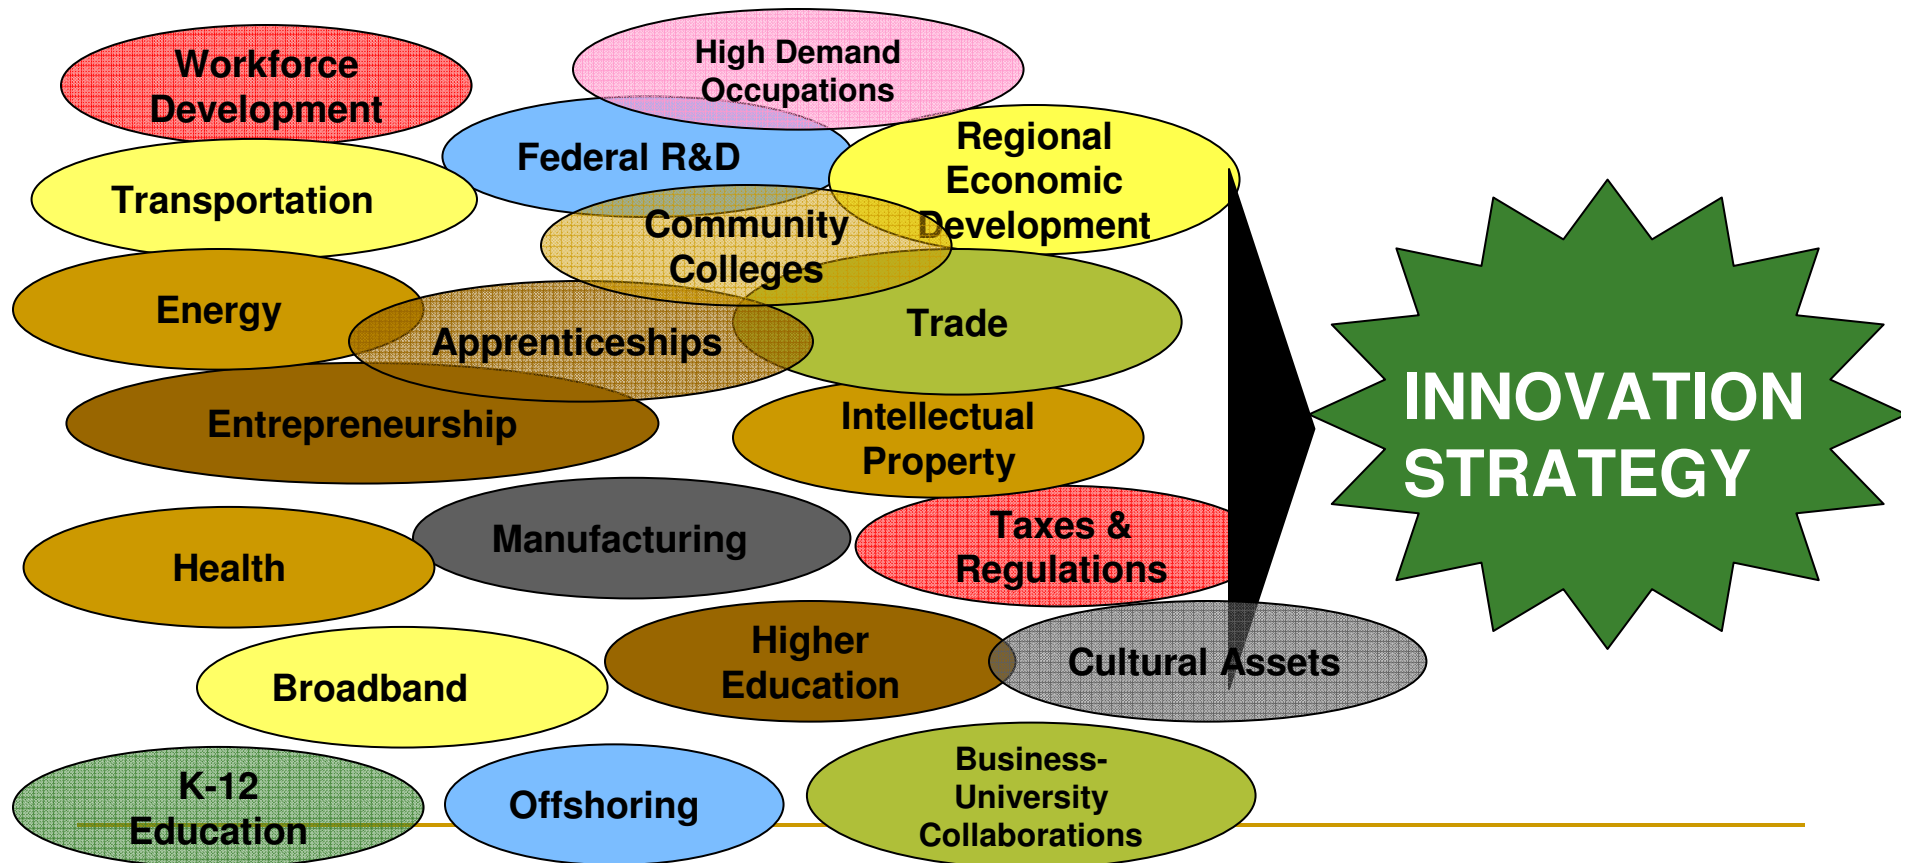 Workforce
Development
High Demand
Occupations
Federal R&D
Regional
Economic
Development
Transportation
Community
Colleges
Energy
Apprenticeships
Trade
Entrepreneurship
Intellectual
Property
INNOVATION
STRATEGY
Manufacturing
Taxes &
Regulations
Health
Higher
Education
Cultural Assets
Broadband
K-12
Education
Offshoring
Business-
University
Collaborations